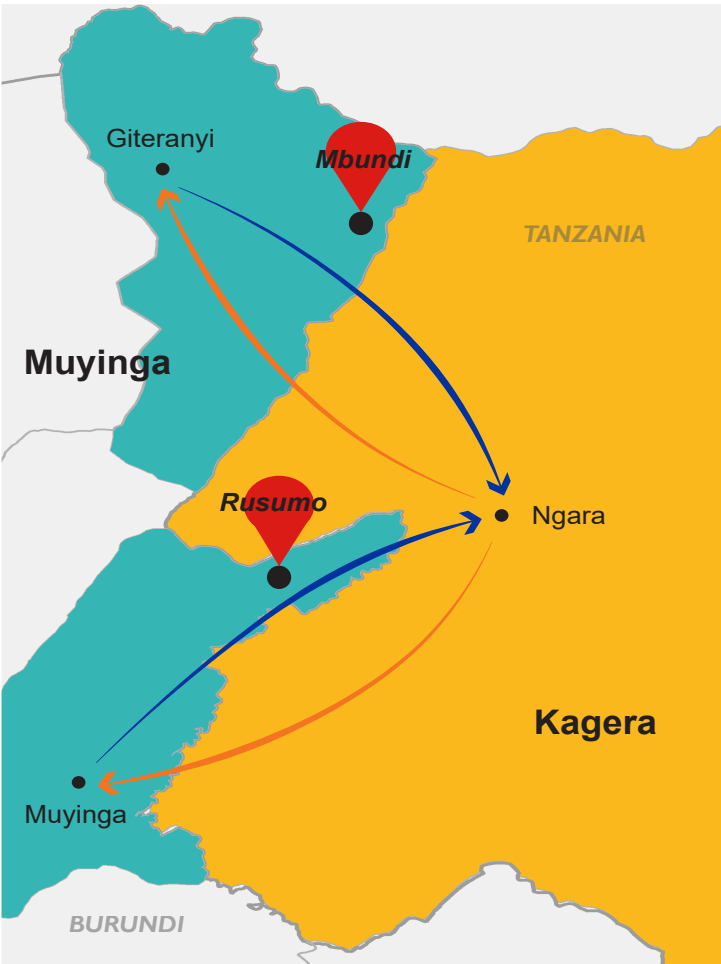 Giteranyi
Mbundi
TANZANIA
Muyinga
Rusumo
Ngara
Kagera
Muyinga
BURUNDI